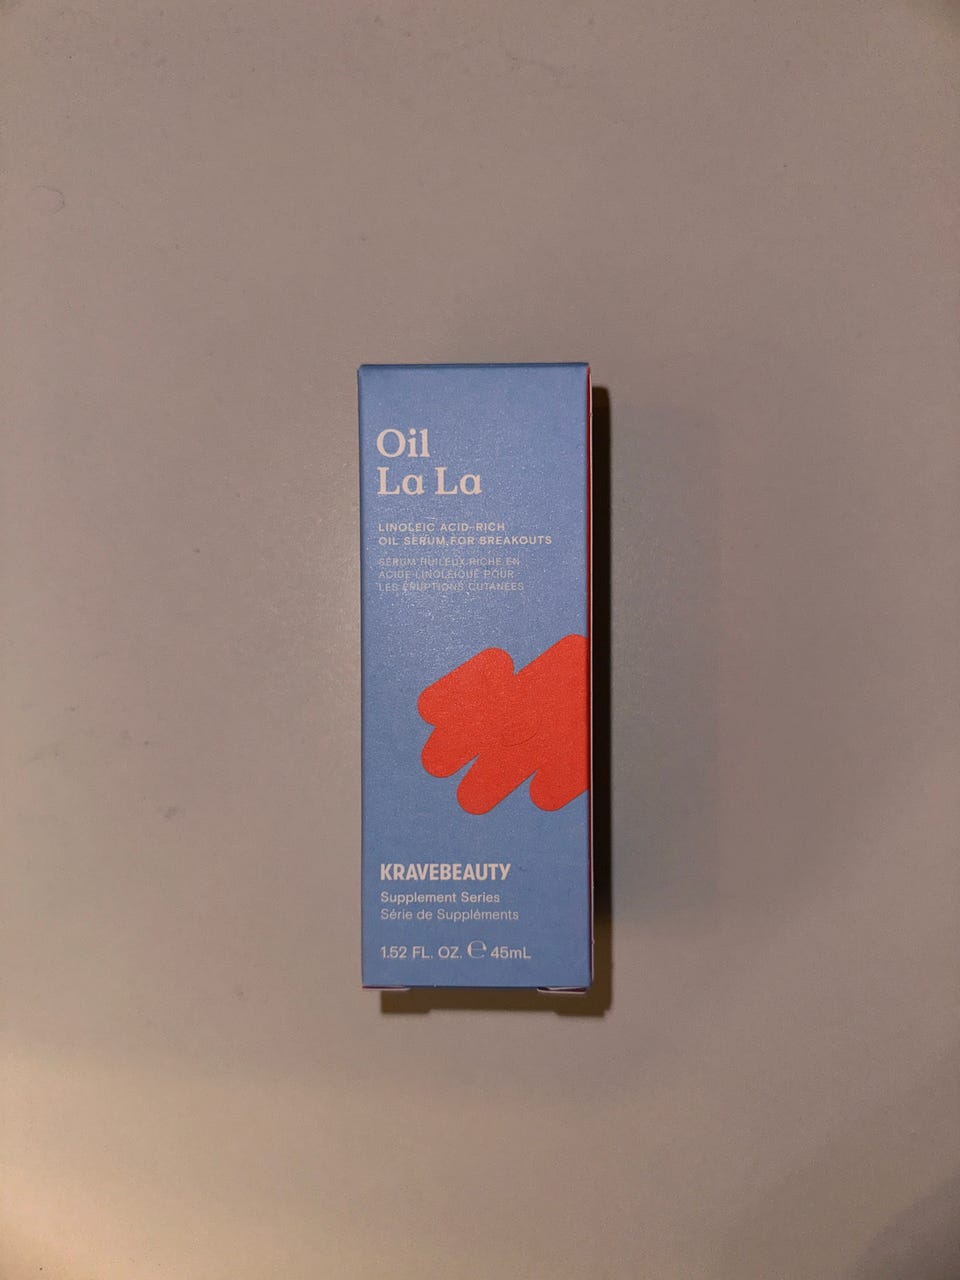 Oil
La La
LINOLEIC ACID-RICH
OIL SERUM FOR BREAKOUTS
SÉRUM HUILEUX RICHE EN
ACIDE LINOLÉIQUE POUR
LES ÉRUPTIONS CUTANÉES
KRAVEBEAUTY
Supplement Series
Série de Suppléments
1.52 FL. OZ. ℮ 45mL